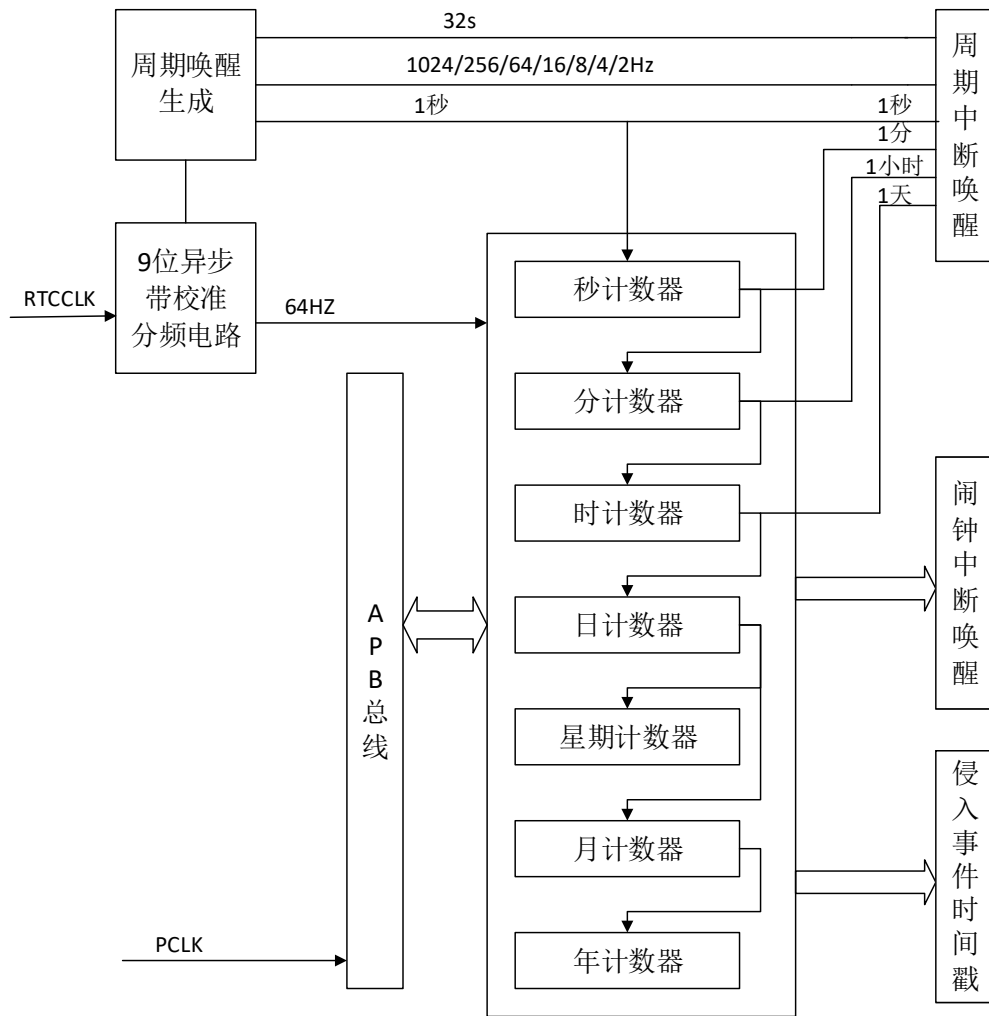 32s
周期唤醒
生成
1024/256/64/16/8/4/2Hz
1秒
1秒
1分
1小时
1天
周期中断唤醒
9位异步
带校准
分频电路
RTCCLK
64HZ
秒计数器
分计数器
时计数器
日计数器
星期计数器
月计数器
年计数器
APB总线
PCLK
闹钟中断唤醒
侵入事件时间戳